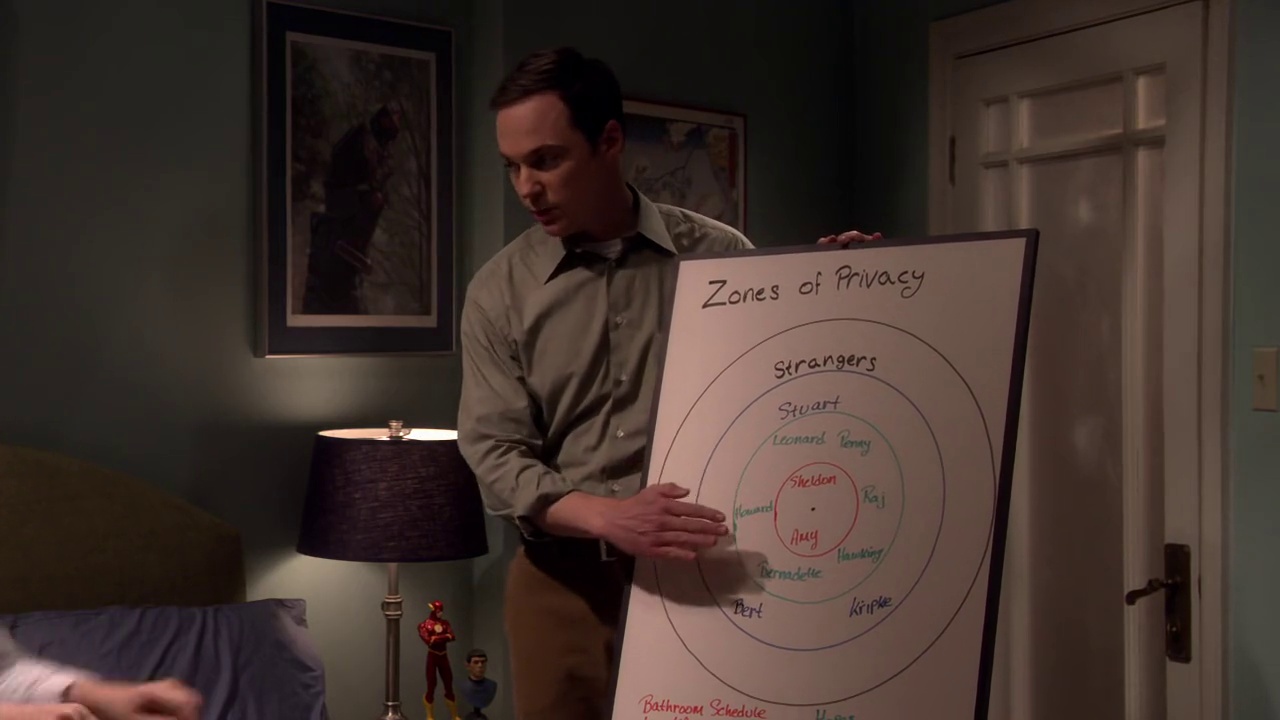 Zones of Privacy
Strangers
Stuart
Leonard Penny
Sheldon
Howard Raj
Amy
Hawking
Bernadette
Bert Kripke
Bathroom Schedule